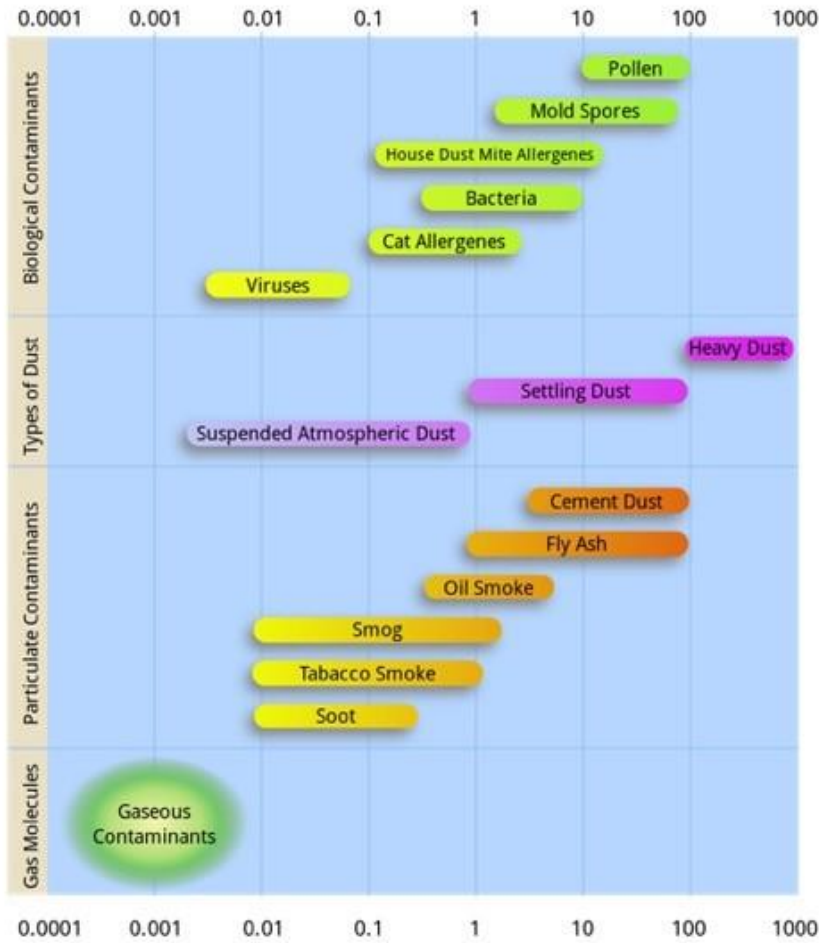 0.0001 0.001 0.01 0.1 1 10 100 1000
Biological Contaminants
Pollen
Mold Spores
House Dust Mite Allergenes
Bacteria
Cat Allergenes
Viruses
Types of Dust
Heavy Dust
Settling Dust
Suspended Atmospheric Dust
Particulate Contaminants
Cement Dust
Fly Ash
Oil Smoke
Smog
Tabacco Smoke
Soot
Gas Molecules
Gaseous
Contaminants
0.0001 0.001 0.01 0.1 1 10 100 1000